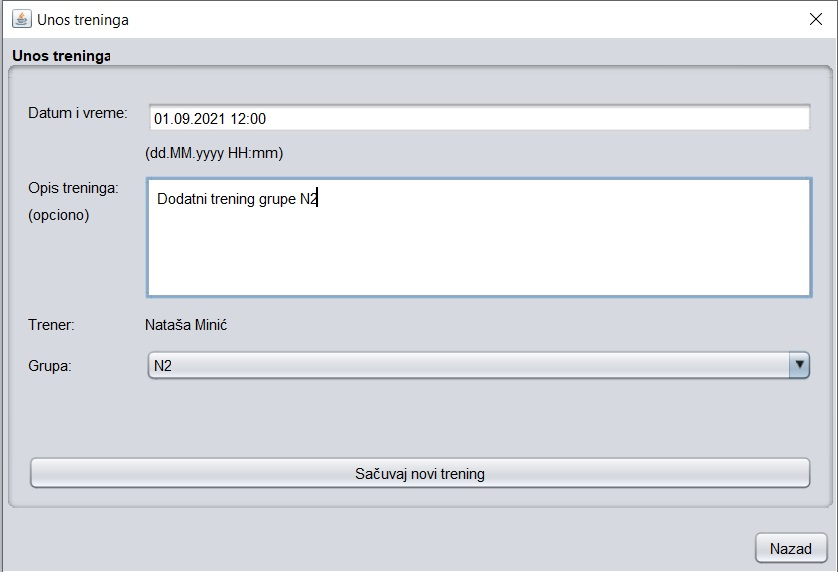 Unos treninga
Unos treninga
Datum i vreme: 01.09.2021 12:00
(dd.MM.yyyy HH:mm)
Opis treninga: Dodatni trening grupe N2
(opciono)
Trener: Nataša Minić
Grupa: N2
Sačuvaj novi trening
Nazad